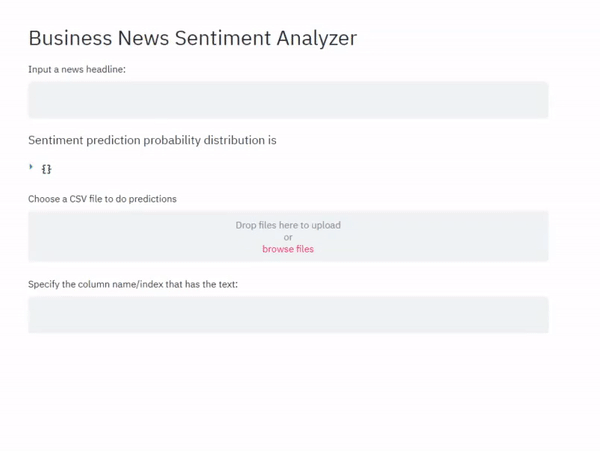 Business News Sentiment Analyzer
Input a news headline:
Sentiment prediction probability distribution is
{}
Choose a CSV file to do predictions
Drop files here to upload
or
browse files
Specify the column name/index that has the text: